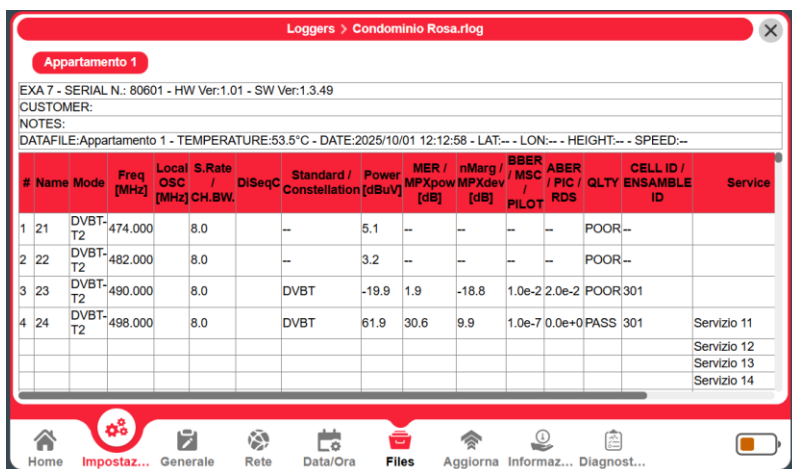 Loggers > Condominio Rosa.rlog
Appartamento 1
EXA 7 - SERIAL N.: 80601 - HW Ver:1.01 - SW Ver:1.3.49
CUSTOMER:
NOTES:
DATAFILE:Appartamento 1 - TEMPERATURE:53.5°C - DATE:2025/10/01 12:12:58 - LAT:-- - LON:-- - HEIGHT:-- - SPEED:--
# Name Mode Freq [MHz] Local OSC [MHz] S.Rate / CH.BW. DiSeqC Standard / Constellation Power [dBuV] MER / MPXpow [dB] nMarg / MPXdev [dB] BBER / MSC / PILOT ABER / PIC / RDS QLTY CELL ID / ENSAMBLE ID Service
1 21 DVBT-T2 474.000 8.0 -- 5.1 -- -- -- -- POOR --
2 22 DVBT-T2 482.000 8.0 -- 3.2 -- -- -- -- POOR --
3 23 DVBT-T2 490.000 8.0 DVBT -19.9 1.9 -18.8 1.0e-2 2.0e-2 POOR 301
4 24 DVBT-T2 498.000 8.0 DVBT 61.9 30.6 9.9 1.0e-7 0.0e+0 PASS 301 Servizio 11
Servizio 12
Servizio 13
Servizio 14
Home Impostaz... Generale Rete Data/Ora Files Aggiorna Informaz... Diagnost...